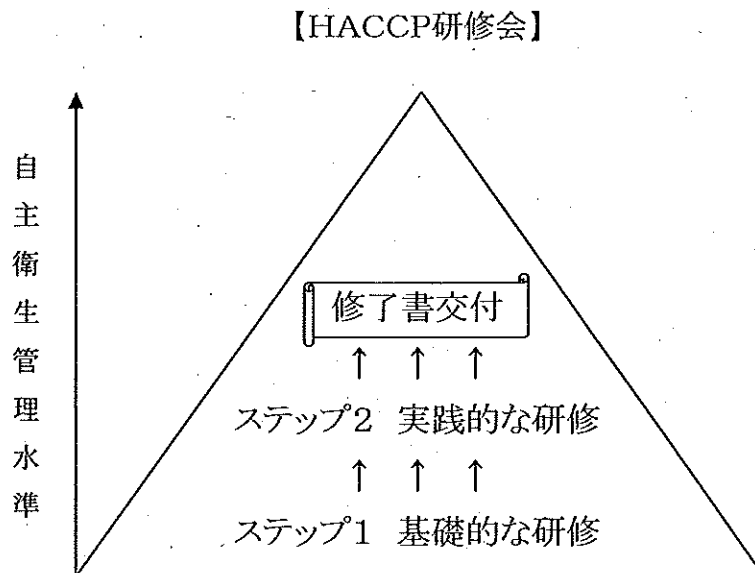 【HACCP研修会】
自主衛生管理水準
修了書交付
↑ ↑ ↑
ステップ2 実践的な研修
↑ ↑ ↑
ステップ1 基礎的な研修